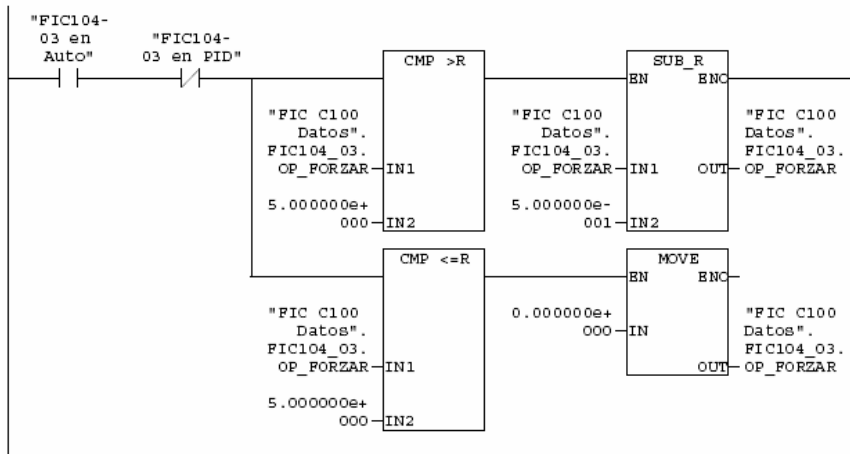 "FIC104-
03 en
Auto"
"FIC104-
03 en PID"
CMP >R
"FIC C100
Datos".
FIC104_03.
OP_FORZAR
IN1
5.000000e+
000
IN2
SUB_R
EN
ENO
"FIC C100
Datos".
FIC104_03.
OP_FORZAR
IN1
5.000000e-
001
IN2
OUT
"FIC C100
Datos".
FIC104_03.
OP_FORZAR
CMP <=R
"FIC C100
Datos".
FIC104_03.
OP_FORZAR
IN1
5.000000e+
000
IN2
MOVE
EN
ENO
0.000000e+
000
IN
OUT
"FIC C100
Datos".
FIC104_03.
OP_FORZAR